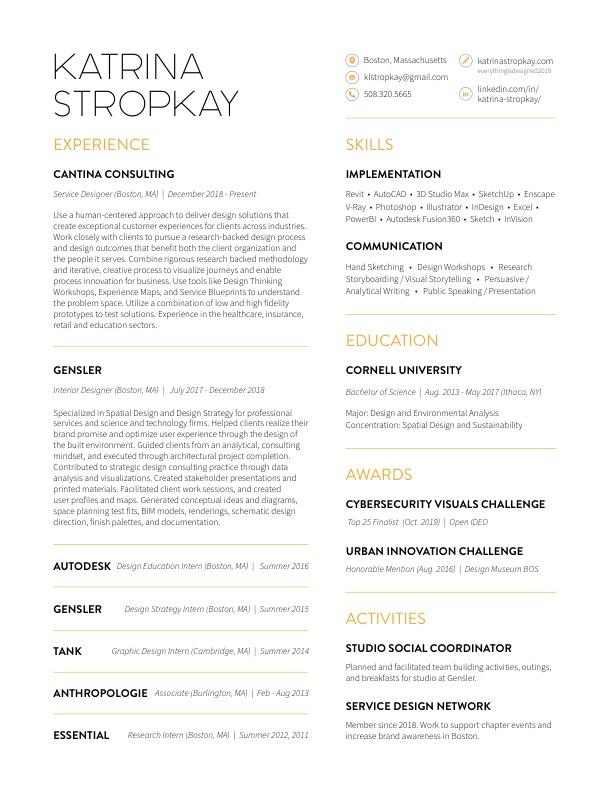 KATRINA
STROPKAY
Boston, Massachusetts
klstropkay@gmail.com
508.320.5665
katrinastropkay.com
everythingisdesigned2019
linkedin.com/in/
katrina-stropkay/
EXPERIENCE
CANTINA CONSULTING
Service Designer (Boston, MA) | December 2018 - Present
Use a human-centered approach to deliver design solutions that
create exceptional customer experiences for clients across industries.
Work closely with clients to pursue a research-backed design process
and design outcomes that benefit both the client organization and
the people it serves. Combine rigorous research backed methodology
and iterative, creative process to visualize journeys and enable
process innovation for business. Use tools like Design Thinking
Workshops, Experience Maps, and Service Blueprints to understand
the problem space. Utilize a combination of low and high fidelity
prototypes to test solutions. Experience in the healthcare, insurance,
retail and education sectors.
GENSLER
Interior Designer (Boston, MA) | July 2017 - December 2018
Specialized in Spatial Design and Design Strategy for professional
services and science and technology firms. Helped clients realize their
brand promise and optimize user experience through the design of
the built environment. Guided clients from an analytical, consulting
mindset, and executed through architectural project completion.
Contributed to strategic design consulting practice through data
analysis and visualizations. Created stakeholder presentations and
printed materials. Facilitated client work sessions, and created
user profiles and maps. Generated conceptual ideas and diagrams,
space planning test fits, BIM models, renderings, schematic design
direction, finish palettes, and documentation.
AUTODESK Design Education Intern (Boston, MA) | Summer 2016
GENSLER Design Strategy Intern (Boston, MA) | Summer 2015
TANK Graphic Design Intern (Cambridge, MA) | Summer 2014
ANTHROPOLOGIE Associate (Burlington, MA) | Feb - Aug 2013
ESSENTIAL Research Intern (Boston, MA) | Summer 2012, 2011
SKILLS
IMPLEMENTATION
Revit • AutoCAD • 3D Studio Max • SketchUp • Enscape
V-Ray • Photoshop • Illustrator • InDesign • Excel •
PowerBI • Autodesk Fusion360 • Sketch • InVision
COMMUNICATION
Hand Sketching • Design Workshops • Research
Storyboarding / Visual Storytelling • Persuasive /
Analytical Writing • Public Speaking / Presentation
EDUCATION
CORNELL UNIVERSITY
Bachelor of Science | Aug. 2013 - May 2017 (Ithaca, NY)
Major: Design and Environmental Analysis
Concentration: Spatial Design and Sustainability
AWARDS
CYBERSECURITY VISUALS CHALLENGE
Top 25 Finalist (Oct. 2019) | Open IDEO
URBAN INNOVATION CHALLENGE
Honorable Mention (Aug. 2016) | Design Museum BOS
ACTIVITIES
STUDIO SOCIAL COORDINATOR
Planned and facilitated team building activities, outings,
and breakfasts for studio at Gensler.
SERVICE DESIGN NETWORK
Member since 2018. Work to support chapter events and
increase brand awareness in Boston.